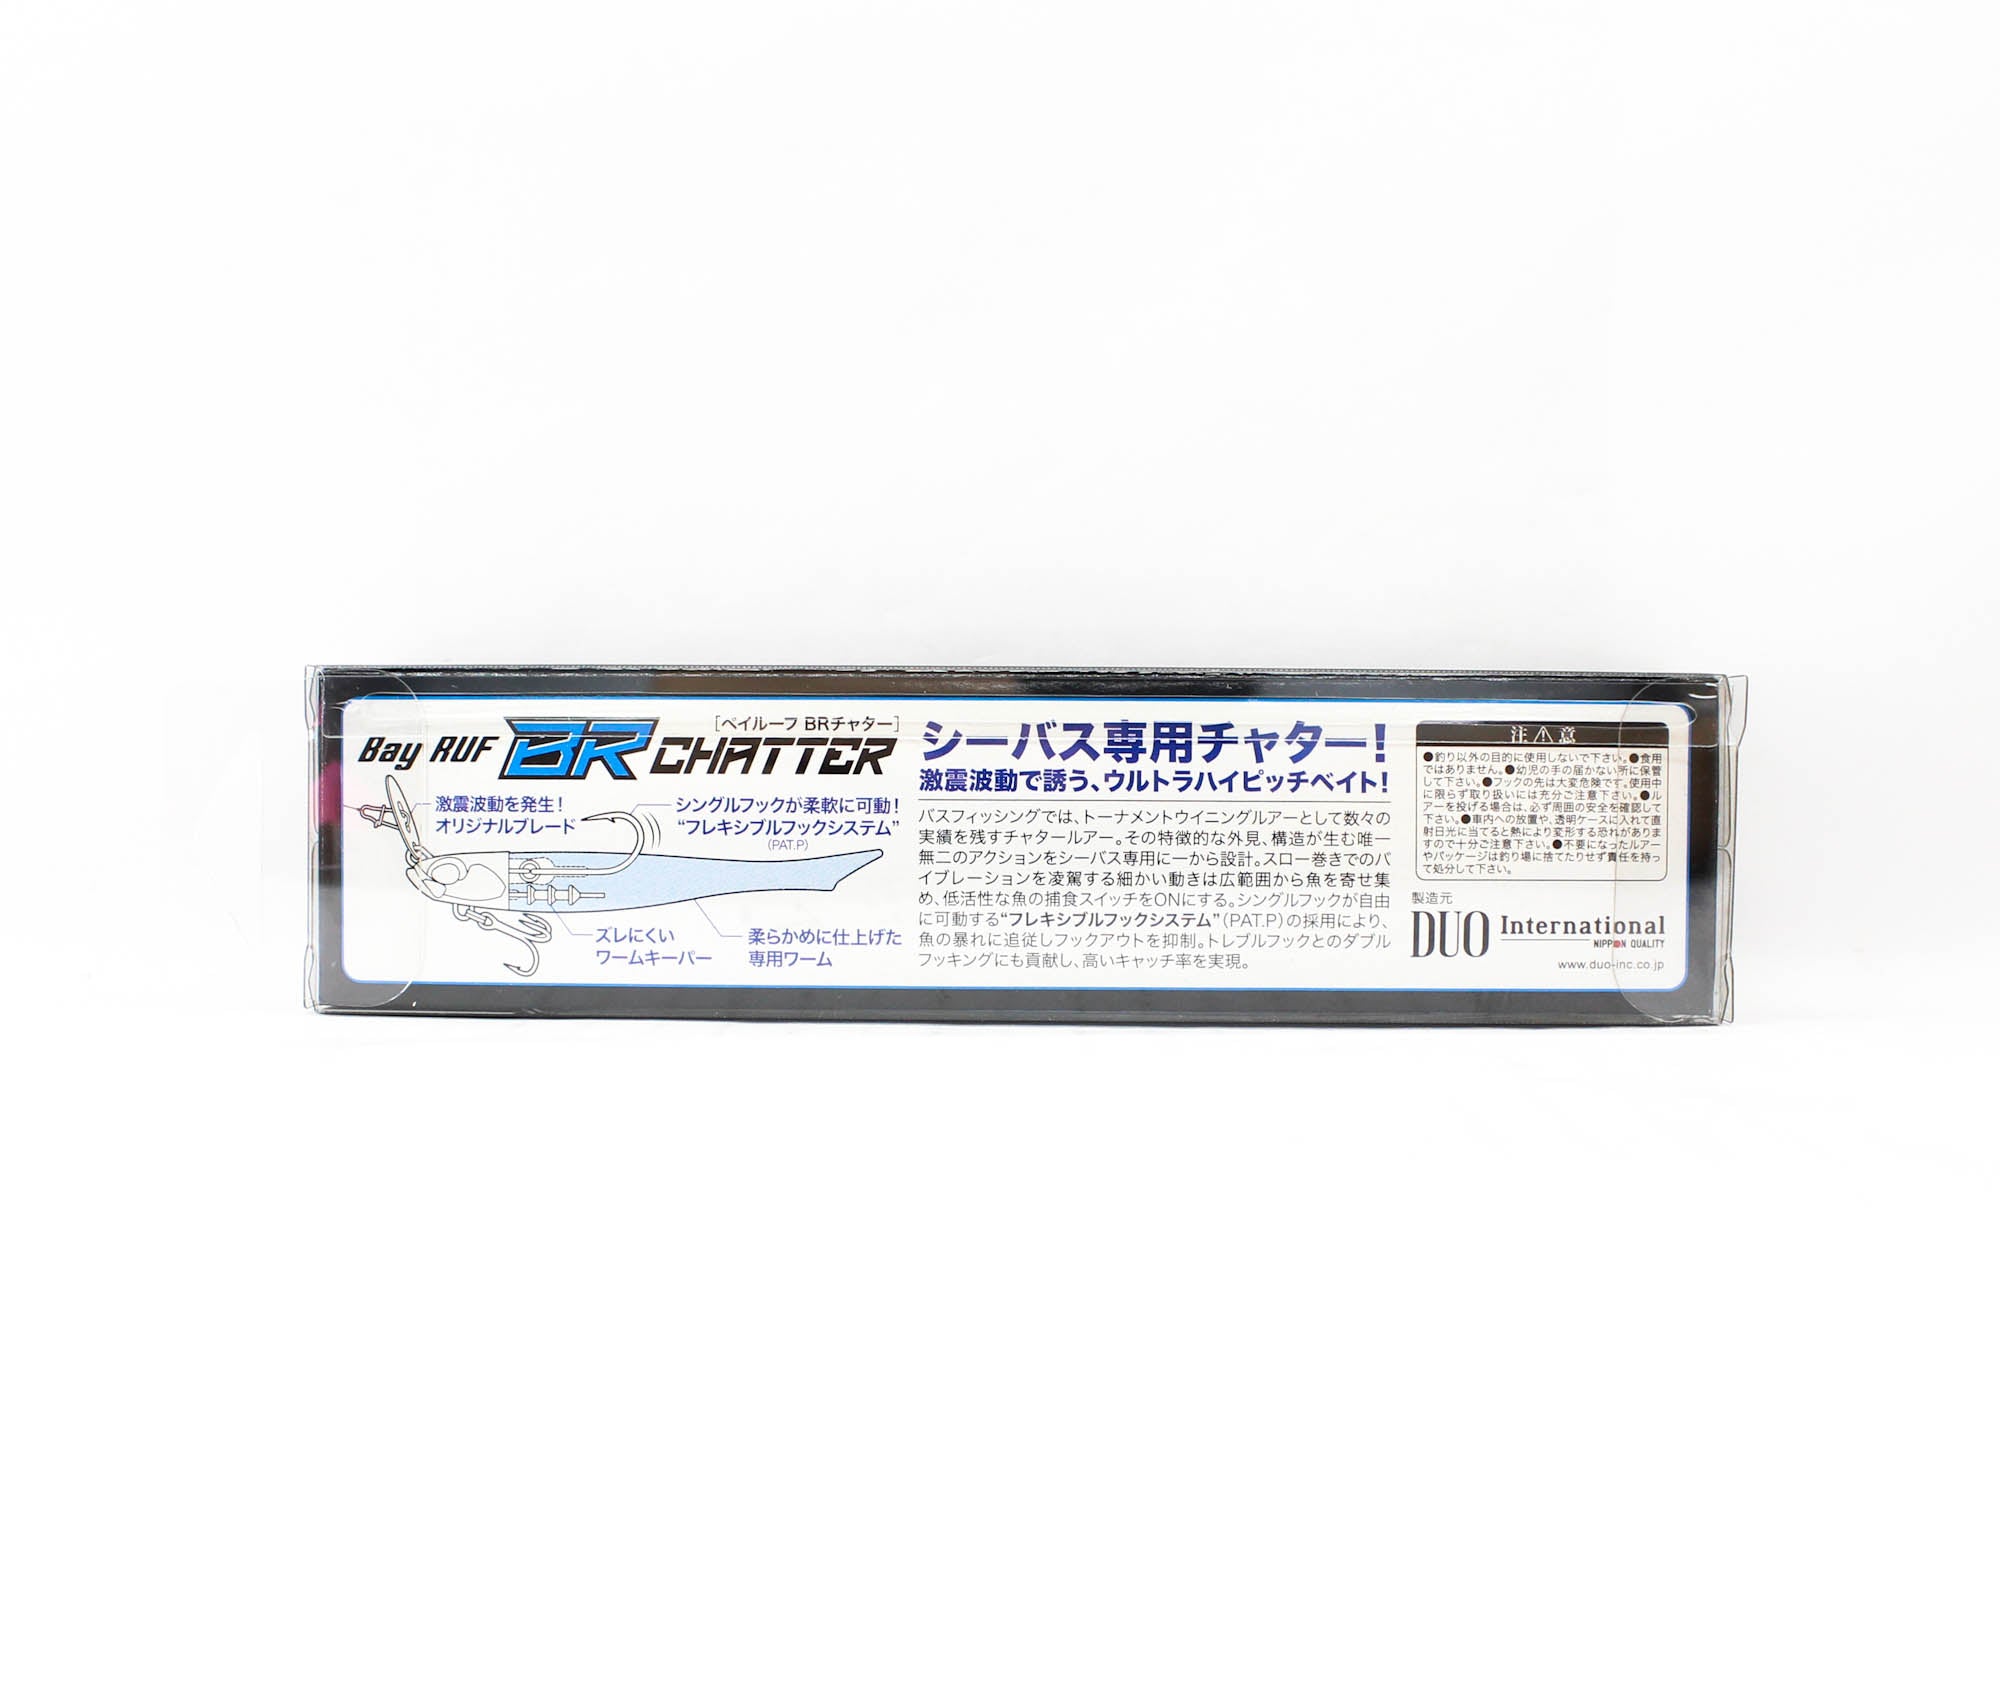 Bay RUF BR CHATTER
[ベイルーフ BRチャター]
激震波動を発生!
オリジナルブレード
シングルフックが柔軟に可動!
“フレキシブルフックシステム”
(PAT.P)
ズレにくい
ワームキーパー
柔らかめに仕上げた
専用ワーム
シーバス専用チャター!
激震波動で誘う、ウルトラハイピッチベイト!
バスフィッシングでは、トーナメントウイニングルアーとして数々の
実績を残すチャタールアー。その特徴的な外見、構造が生む唯一
無二のアクションをシーバス専用に一から設計。スロー巻きでのバ
イブレーションを凌駕する細かい動きは広範囲から魚を寄せ集
め、低活性な魚の捕食スイッチをONにする。シングルフックが自由
に可動する“フレキシブルフックシステム”(PAT.P)の採用により、
魚の暴れに追従しフックアウトを抑制。トレブルフックとのダブル
フッキングにも貢献し、高いキャッチ率を実現。
注⚠意
●釣り以外の目的に使用しないで下さい。●食用
ではありません。●幼児の手の届かない所に保管
して下さい。●フックの先は大変危険です。使用中
に限らず取り扱いには充分ご注意下さい。●ル
アーを投げる場合は、必ず周囲の安全を確認して
下さい。●車内への放置や、透明ケースに入れて直
射日光に当てると熱により変形する恐れがありま
すので十分ご注意下さい。●不要になったルアー
やパッケージは釣り場に捨てたりせず責任を持っ
て処分して下さい。
製造元
DUO International
NIPPON QUALITY
www.duo-inc.co.jp